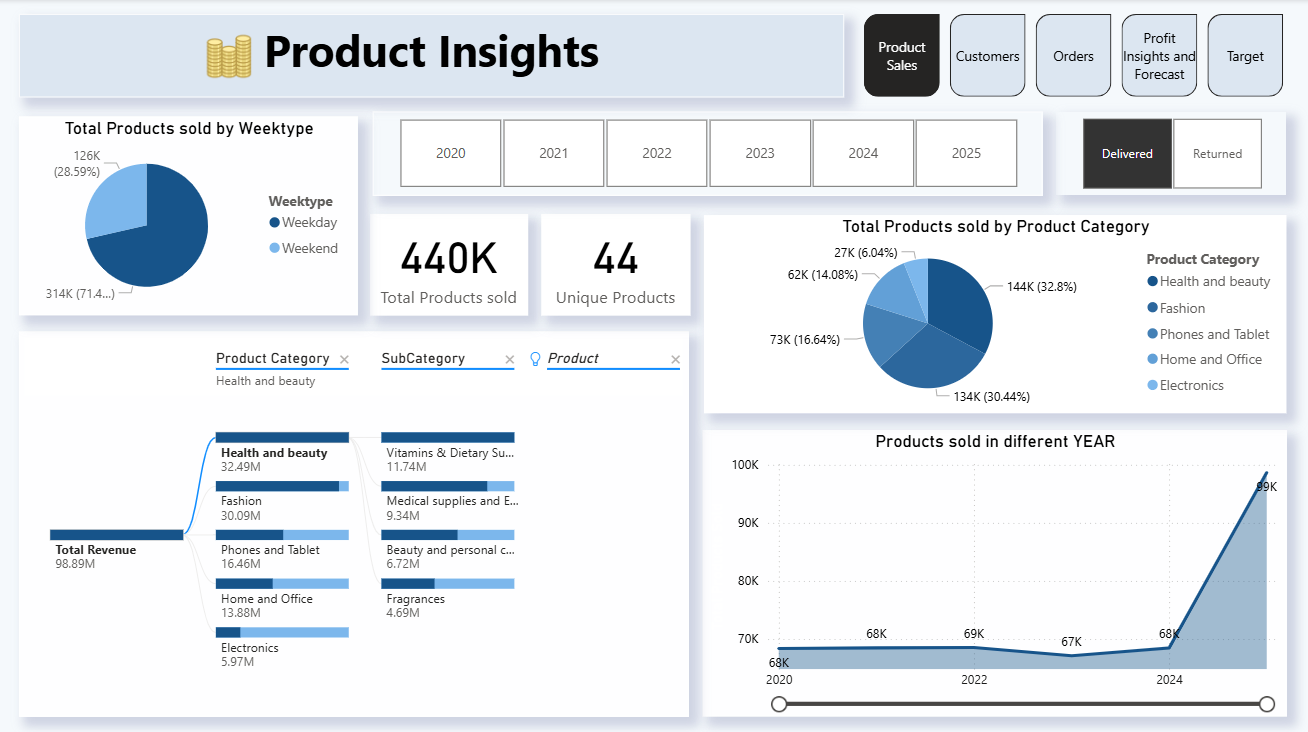 Product Insights
Product
Sales
Customers
Orders
Profit
Insights and
Forecast
Target
Total Products sold by Weektype
126K
(28.59%)
314K (71.4...)
Weektype
Weekday
Weekend
2020
2021
2022
2023
2024
2025
Delivered
Returned
440K
Total Products sold
44
Unique Products
Total Products sold by Product Category
27K (6.04%)
62K (14.08%)
73K (16.64%)
144K (32.8%)
134K (30.44%)
Product Category
Health and beauty
Fashion
Phones and Tablet
Home and Office
Electronics
Product Category
Health and beauty
SubCategory
Product
Total Revenue
98.89M
Health and beauty
32.49M
Fashion
30.09M
Phones and Tablet
16.46M
Home and Office
13.88M
Electronics
5.97M
Vitamins & Dietary Su...
11.74M
Medical supplies and E...
9.34M
Beauty and personal c...
6.72M
Fragrances
4.69M
Products sold in different YEAR
100K
90K
80K
70K
68K
68K
69K
67K
68K
99K
2020
2022
2024